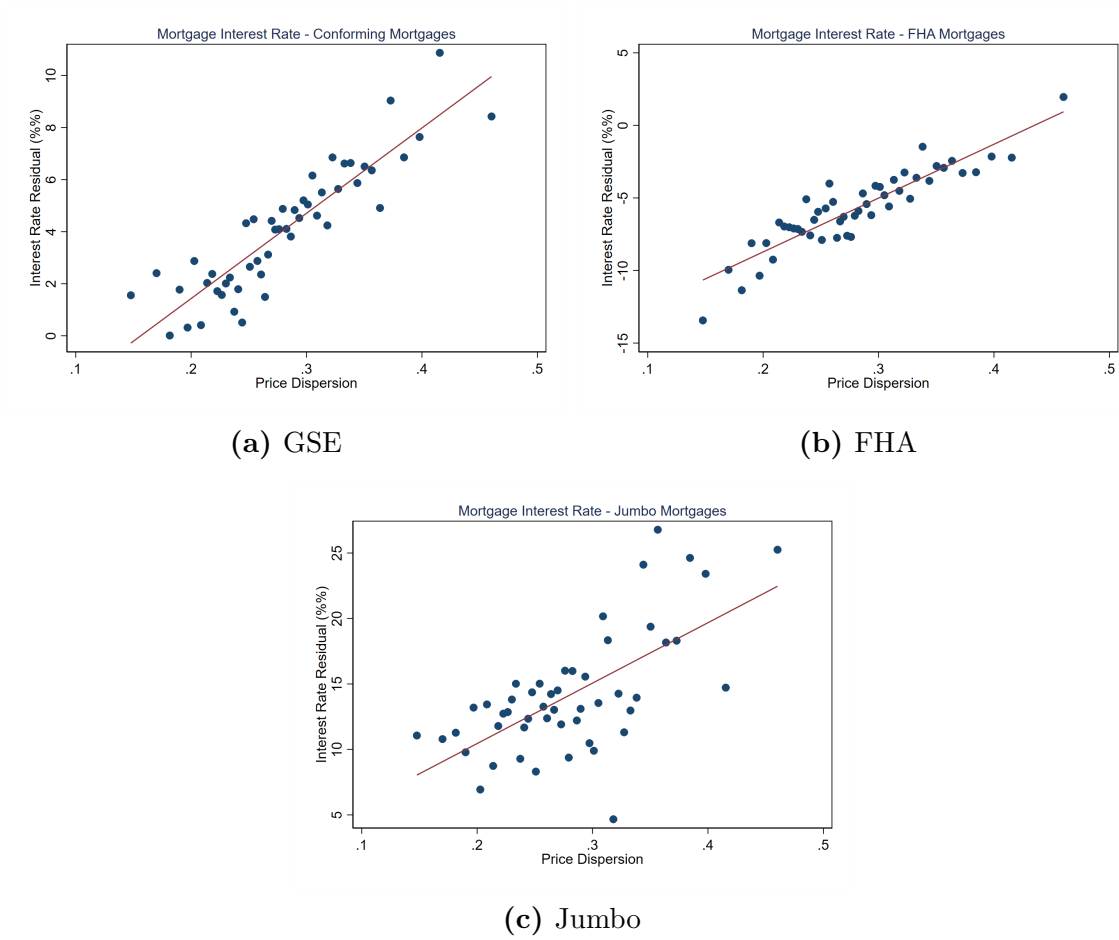 Mortgage Interest Rate - Conforming Mortgages
Interest Rate Residual (%%)
10
8
6
4
2
0
.1 .2 .3 .4 .5
Price Dispersion
(a) GSE
Mortgage Interest Rate - FHA Mortgages
Interest Rate Residual (%%)
5
0
-5
-10
-15
.1 .2 .3 .4 .5
Price Dispersion
(b) FHA
Mortgage Interest Rate - Jumbo Mortgages
Interest Rate Residual (%%)
25
20
15
10
5
.1 .2 .3 .4 .5
Price Dispersion
(c) Jumbo